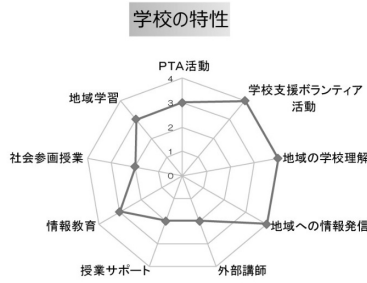 学校の特性
PTA活動
学校支援ボランティア
活動
地域の学校理解
地域への情報発信
外部講師
授業サポート
情報教育
社会参画授業
地域学習
4
3
2
1
0